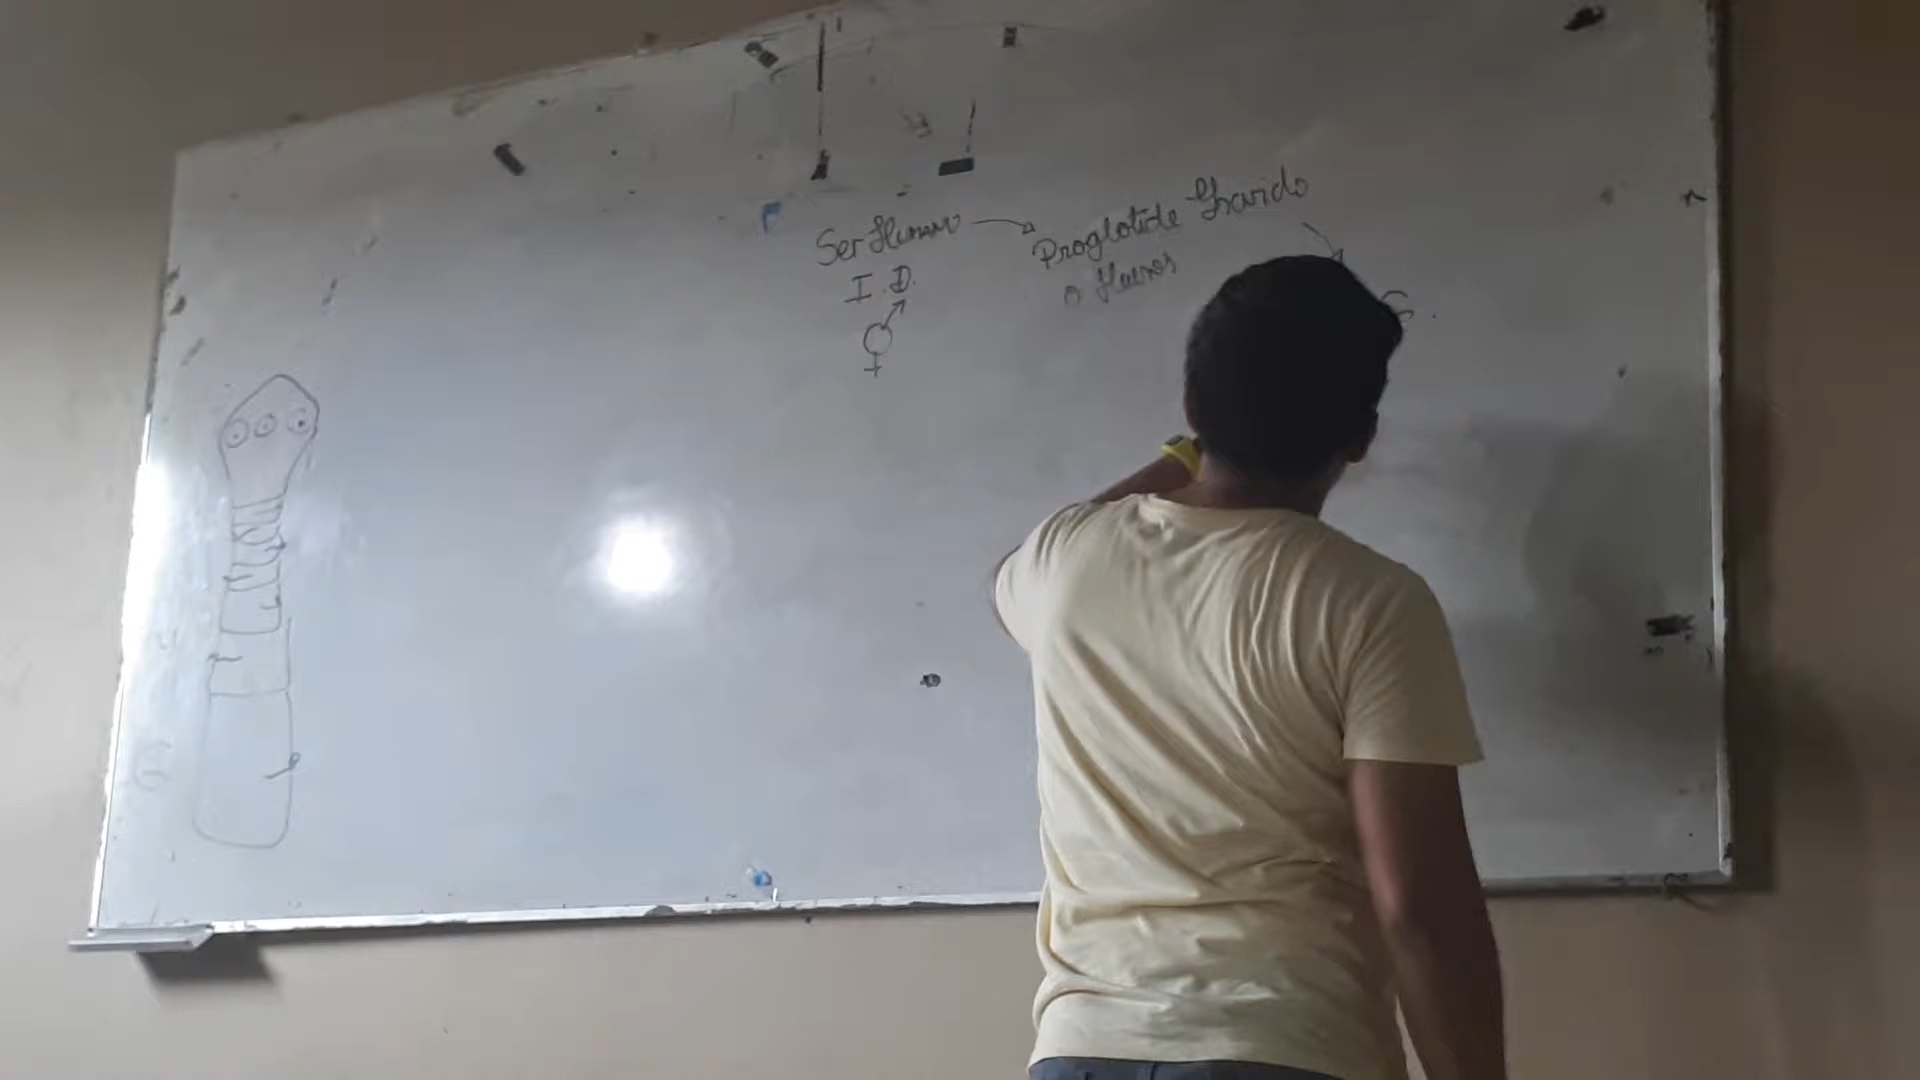 Ser Humano → Proglotide Gravido
I.D.
o Huevos